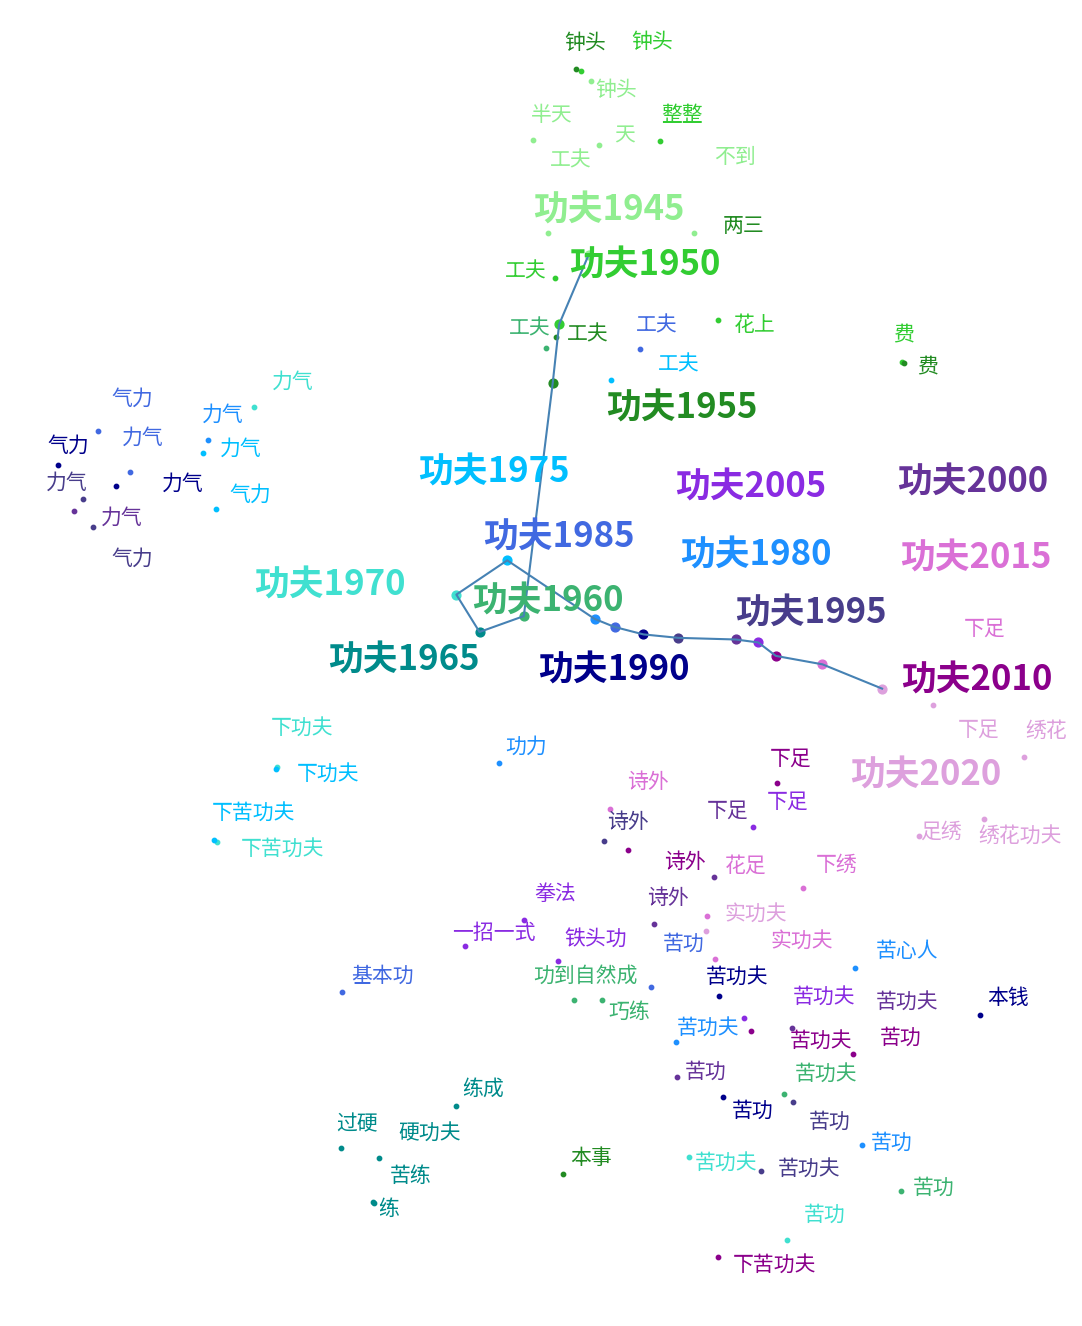 钟头 钟头
钟头
半天 整整
天
工夫 不到
功夫1945
两三
工夫 功夫1950
工夫 工夫 工夫 花上
费
工夫 费
力气
气力 功夫1955
力气
气力 力气 力气
功夫1975 功夫2005 功夫2000
力气 力气 气力
力气
功夫1985 功夫1980 功夫2015
气力
功夫1970 功夫1960 功夫1995
下足
功夫1965 功夫1990 功夫2010
下功夫 下足 绣花
功力 下足
下功夫 诗外 功夫2020
下苦功夫 诗外 下足 下足
足绣 绣花功夫
下苦功夫 诗外 花足 下绣
拳法 诗外 实功夫
一招一式 铁头功 苦功 实功夫
苦心人
基本功 功到自然成 苦功夫
巧练 苦功夫 苦功夫 本钱
苦功夫 苦功夫 苦功
苦功 苦功夫
练成
过硬 硬功夫 苦功 苦功
苦功
本事 苦功夫 苦功夫
苦练 苦功
练 苦功
下苦功夫